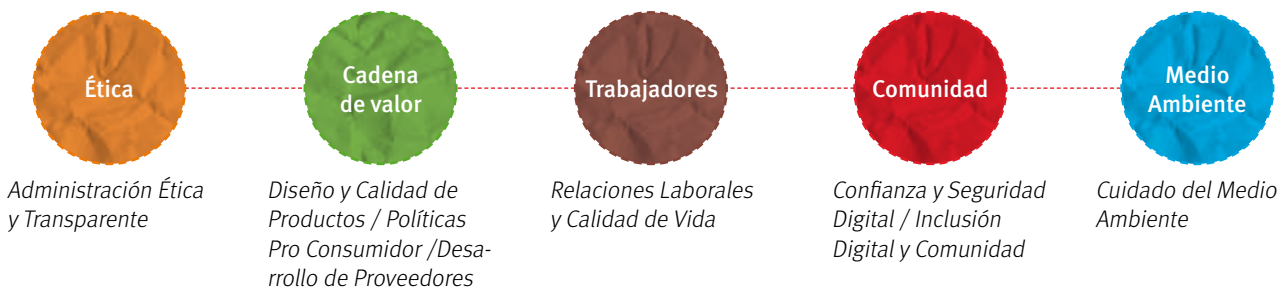 Ética
Administración Ética
y Transparente
Cadena
de valor
Diseño y Calidad de
Productos / Políticas
Pro Consumidor /Desa-
rrollo de Proveedores
Trabajadores
Relaciones Laborales
y Calidad de Vida
Comunidad
Confianza y Seguridad
Digital / Inclusión
Digital y Comunidad
Medio
Ambiente
Cuidado del Medio
Ambiente